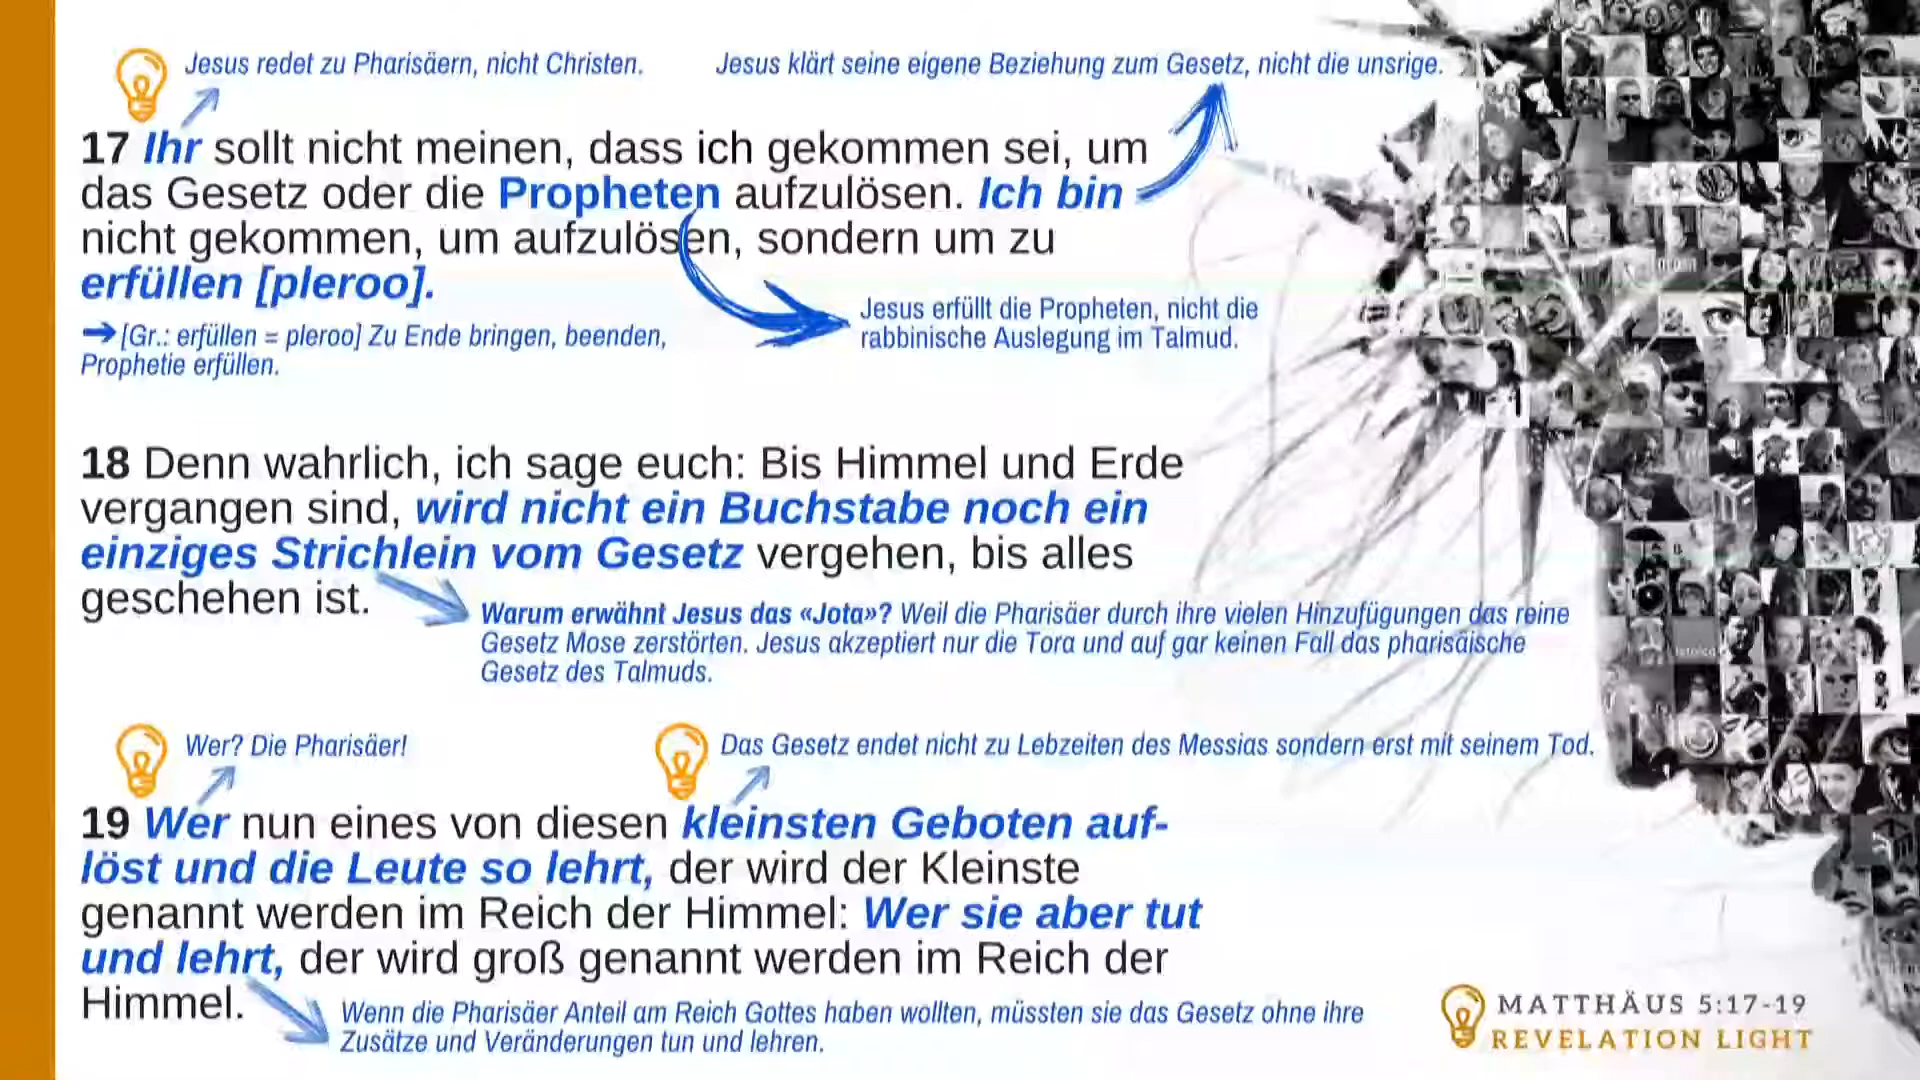 Jesus redet zu Pharisäern, nicht Christen.
Jesus klärt seine eigene Beziehung zum Gesetz, nicht die unsrige.
17 Ihr sollt nicht meinen, dass ich gekommen sei, um
das Gesetz oder die Propheten aufzulösen. Ich bin
nicht gekommen, um aufzulösen, sondern um zu
erfüllen [pleroo].
[Gr.: erfüllen = pleroo] Zu Ende bringen, beenden,
Prophetie erfüllen.
Jesus erfüllt die Propheten, nicht die
rabbinische Auslegung im Talmud.
18 Denn wahrlich, ich sage euch: Bis Himmel und Erde
vergangen sind, wird nicht ein Buchstabe noch ein
einziges Strichlein vom Gesetz vergehen, bis alles
geschehen ist.
Warum erwähnt Jesus das «Jota»? Weil die Pharisäer durch ihre vielen Hinzufügungen das reine
Gesetz Mose zerstörten. Jesus akzeptiert nur die Tora und auf gar keinen Fall das pharisäische
Gesetz des Talmuds.
Wer? Die Pharisäer!
Das Gesetz endet nicht zu Lebzeiten des Messias sondern erst mit seinem Tod.
19 Wer nun eines von diesen kleinsten Geboten auf-
löst und die Leute so lehrt, der wird der Kleinste
genannt werden im Reich der Himmel: Wer sie aber tut
und lehrt, der wird groß genannt werden im Reich der
Himmel.
Wenn die Pharisäer Anteil am Reich Gottes haben wollten, müssten sie das Gesetz ohne ihre
Zusätze und Veränderungen tun und lehren.
MATTHÄUS 5:17-19
REVELATION LIGHT